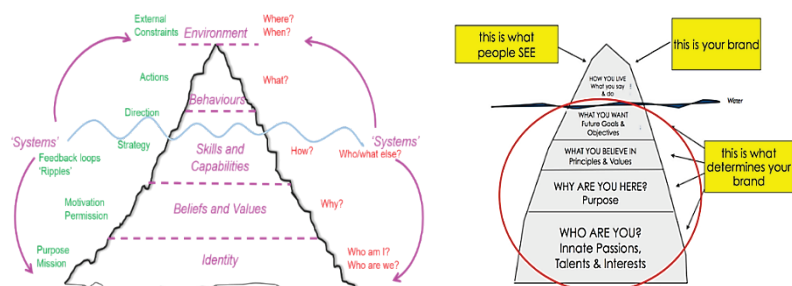 External
Constraints
Environment
Where?
When?
Actions
What?
Behaviours
Direction
'Systems'
Strategy
Skills and
Capabilities
How?
'Systems'
Who/what else?
Feedback loops
'Ripples'
Motivation
Permission
Beliefs and Values
Why?
Purpose
Mission
Identity
Who am I?
Who are we?
this is what
people SEE
this is your brand
HOW YOU LIVE
What you say
& do
Water
WHAT YOU WANT
Future Goals &
Objectives
WHAT YOU BELIEVE IN
Principles & Values
this is what
determines your
brand
WHY ARE YOU HERE?
Purpose
WHO ARE YOU?
Innate Passions,
Talents & Interests